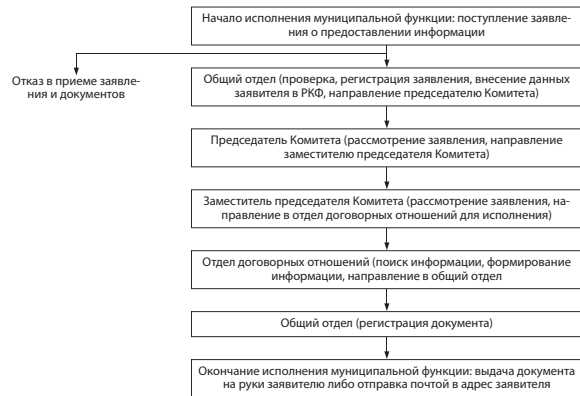 Начало исполнения муниципальной функции: поступление заявле-
ния о предоставлении информации
Отказ в приеме заявле-
ния и документов
Общий отдел (проверка, регистрация заявления, внесение данных
заявителя в РКФ, направление председателю Комитета)
Председатель Комитета (рассмотрение заявления, направление
заместителю председателя Комитета)
Заместитель председателя Комитета (рассмотрение заявления, на-
правление в отдел договорных отношений для исполнения)
Отдел договорных отношений (поиск информации, формирование
информации, направление в общий отдел
Общий отдел (регистрация документа)
Окончание исполнения муниципальной функции: выдача документа
на руки заявителю либо отправка почтой в адрес заявителя